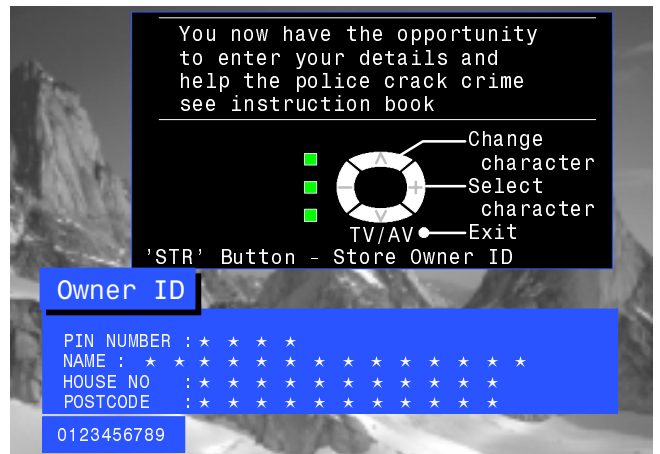 You now have the opportunity
to enter your details and
help the police crack crime
see instruction book
Change
character
Select
character
TV/AV Exit
'STR' Button - Store Owner ID
Owner ID
PIN NUMBER :* * * *
NAME : * * * * * * * * * * * * * *
HOUSE NO :* * * * * * * * * * *
POSTCODE :* * * * * * * * * * *
0123456789